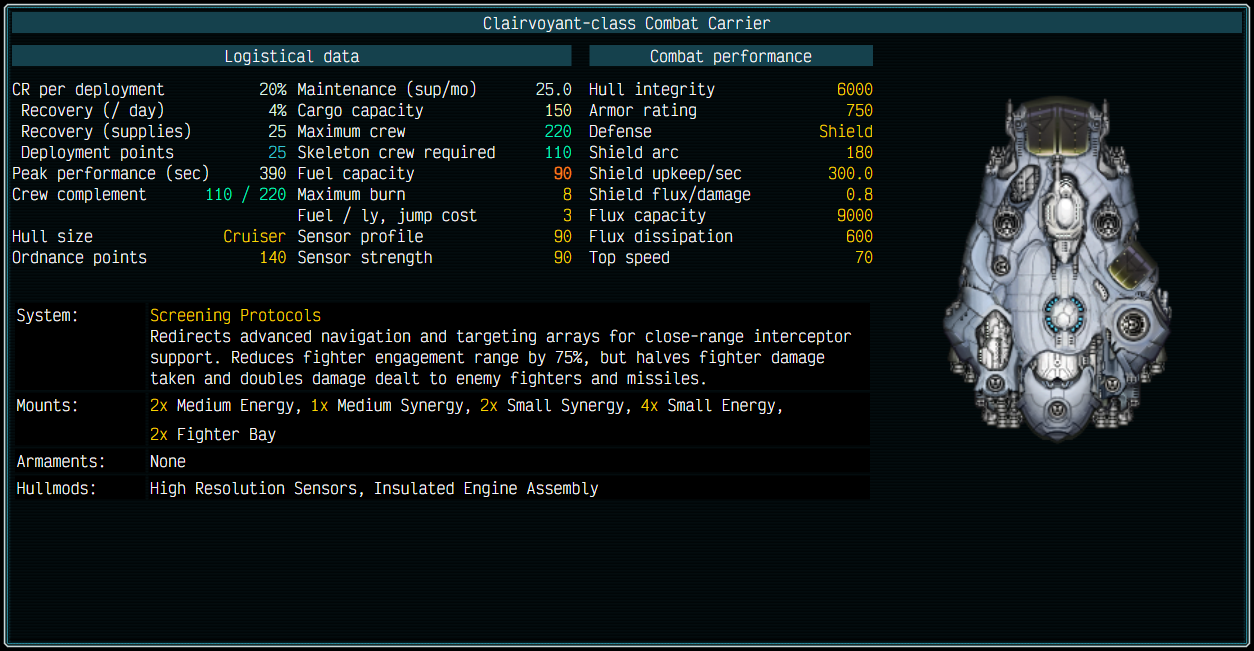 Clairvoyant-class Combat Carrier
Logistical data
CR per deployment 20% Maintenance (sup/mo) 25.0
Recovery (/ day) 4% Cargo capacity 150
Recovery (supplies) 25 Maximum crew 220
Deployment points 25 Skeleton crew required 110
Peak performance (sec) 390 Fuel capacity 90
Crew complement 110 / 220 Maximum burn 8
Fuel / ly, jump cost 3
Hull size Cruiser Sensor profile 90
Ordnance points 140 Sensor strength 90
Combat performance
Hull integrity 6000
Armor rating 750
Defense Shield
Shield arc 180
Shield upkeep/sec 300.0
Shield flux/damage 0.8
Flux capacity 9000
Flux dissipation 600
Top speed 70
System: Screening Protocols
Redirects advanced navigation and targeting arrays for close-range interceptor
support. Reduces fighter engagement range by 75%, but halves fighter damage
taken and doubles damage dealt to enemy fighters and missiles.
Mounts: 2x Medium Energy, 1x Medium Synergy, 2x Small Synergy, 4x Small Energy,
2x Fighter Bay
Armaments: None
Hullmods: High Resolution Sensors, Insulated Engine Assembly